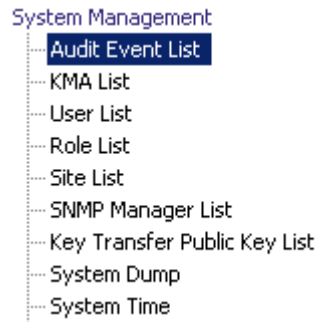 System Management
Audit Event List
KMA List
User List
Role List
Site List
SNMP Manager List
Key Transfer Public Key List
System Dump
System Time